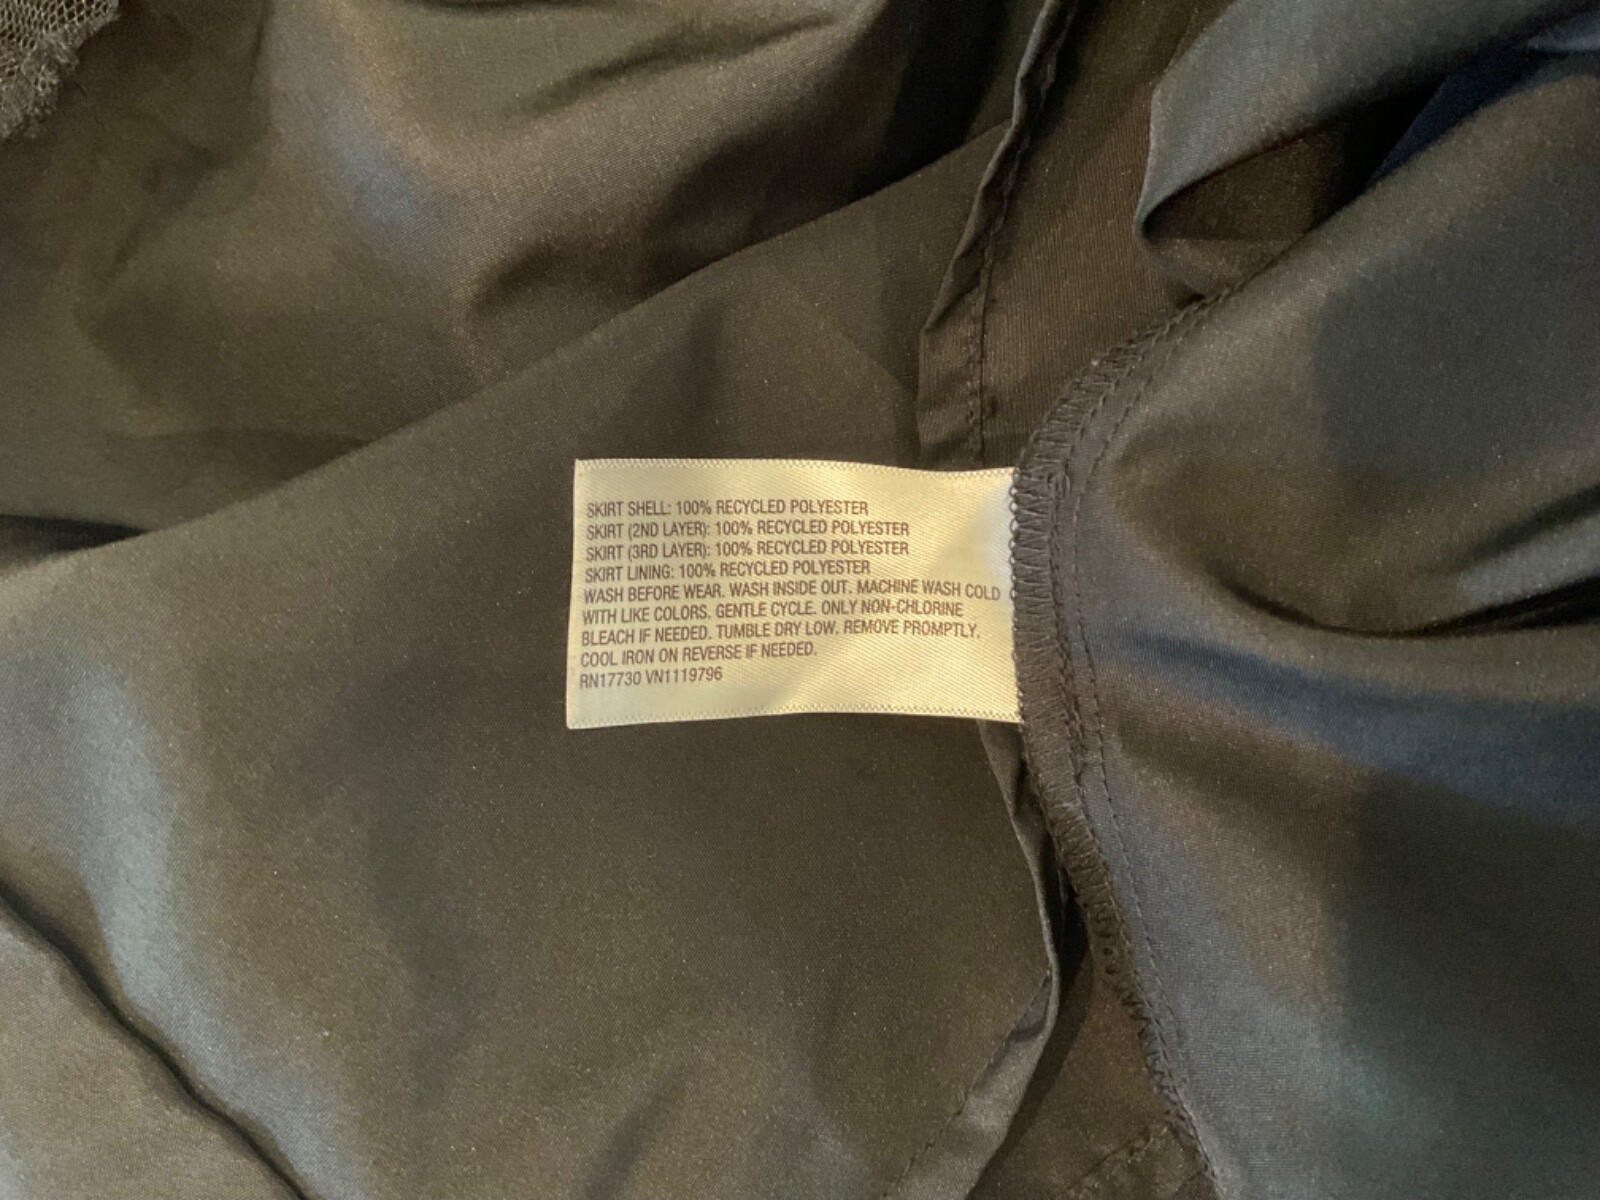 SKIRT SHELL: 100% RECYCLED POLYESTER
SKIRT (2ND LAYER): 100% RECYCLED POLYESTER
SKIRT (3RD LAYER): 100% RECYCLED POLYESTER
SKIRT LINING: 100% RECYCLED POLYESTER
WASH BEFORE WEAR. WASH INSIDE OUT. MACHINE WASH COLD
WITH LIKE COLORS. GENTLE CYCLE. ONLY NON-CHLORINE
BLEACH IF NEEDED. TUMBLE DRY LOW. REMOVE PROMPTLY.
COOL IRON ON REVERSE IF NEEDED.
RN17730 VN1119796